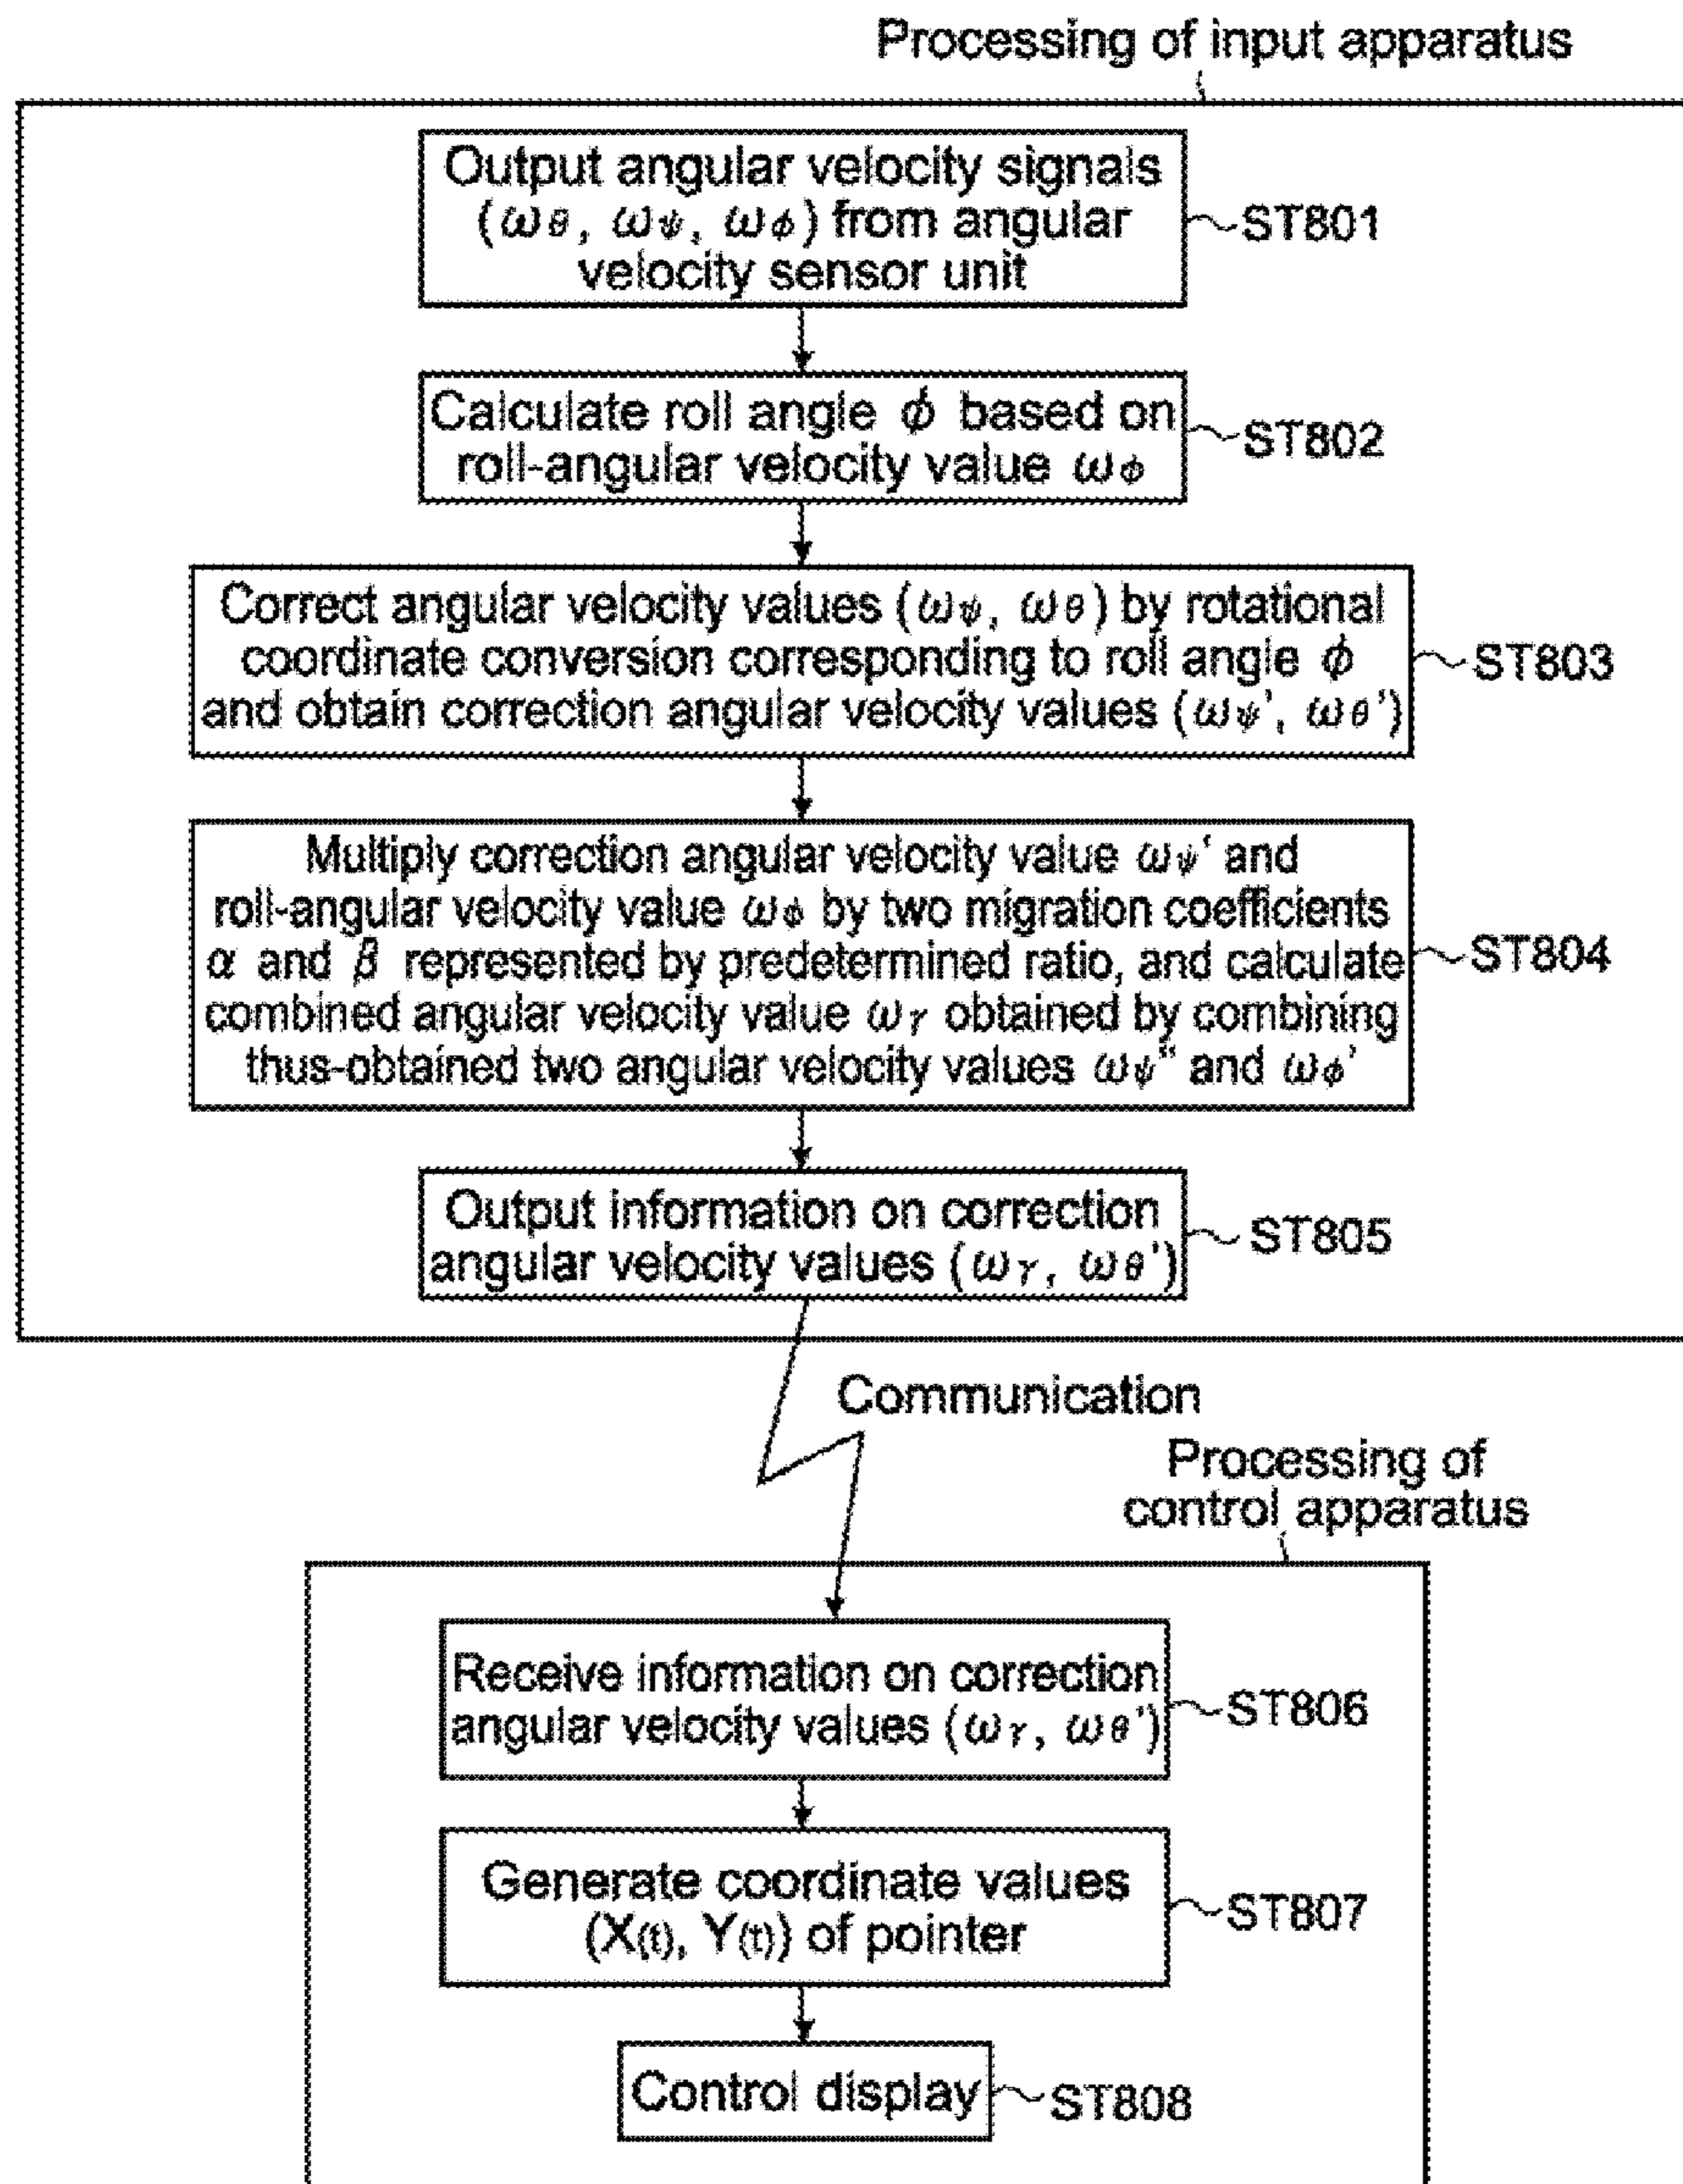 Processing of input apparatus
Output angular velocity signals
(ωθ, ωψ, ωϕ) from angular
velocity sensor unit
ST801
Calculate roll angle ϕ based on
roll-angular velocity value ωϕ
ST802
Correct angular velocity values (ωψ, ωθ) by rotational
coordinate conversion corresponding to roll angle ϕ
and obtain correction angular velocity values (ωψ', ωθ')
ST803
Multiply correction angular velocity value ωψ' and
roll-angular velocity value ωϕ by two migration coefficients
α and β represented by predetermined ratio, and calculate
combined angular velocity value ωγ obtained by combining
thus-obtained two angular velocity values ωψ" and ωϕ'
ST804
Output information on correction
angular velocity values (ωγ, ωθ')
ST805
Communication
Processing of
control apparatus
Receive information on correction
angular velocity values (ωγ, ωθ')
ST806
Generate coordinate values
(X(t), Y(t)) of pointer
ST807
Control display
ST808